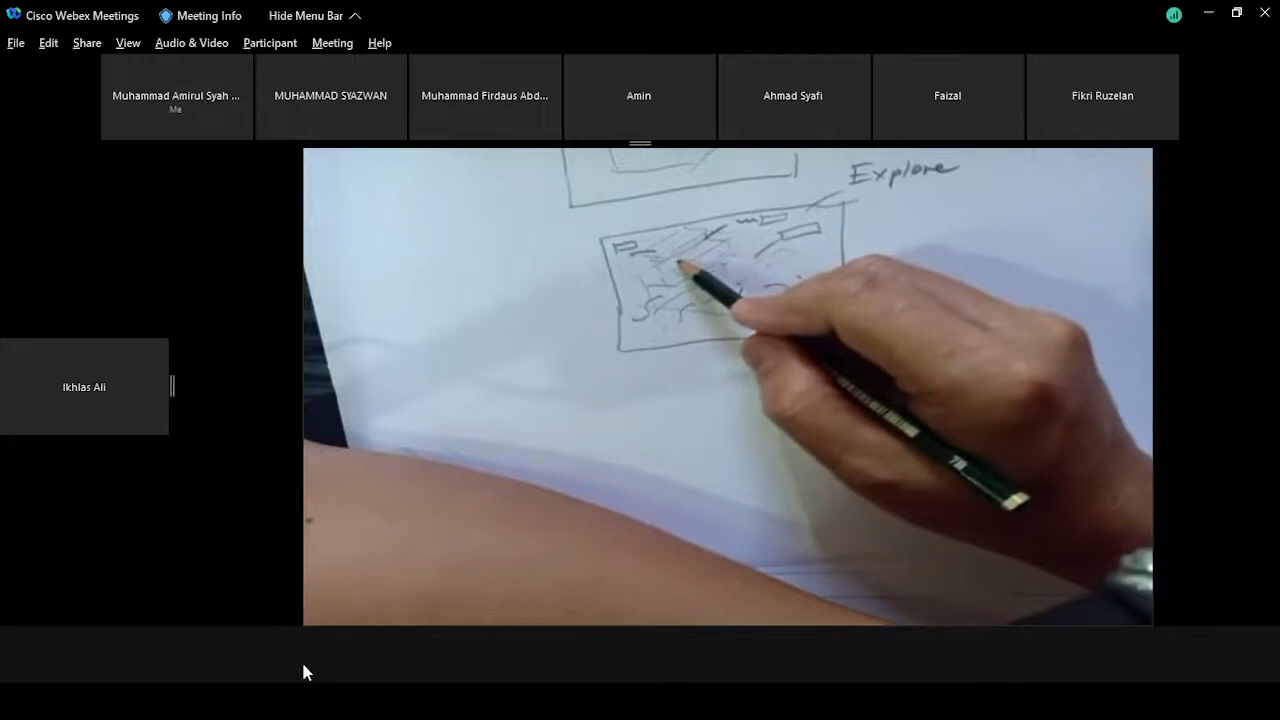 Cisco Webex Meetings
Meeting Info
Hide Menu Bar
File Edit Share View Audio & Video Participant Meeting Help
Muhammad Amirul Syah ...
Me
MUHAMMAD SYAZWAN
Muhammad Firdaus Abd...
Amin
Ahmad Syafi
Faizal
Fikri Ruzelan
Explore
Ikhlas Ali